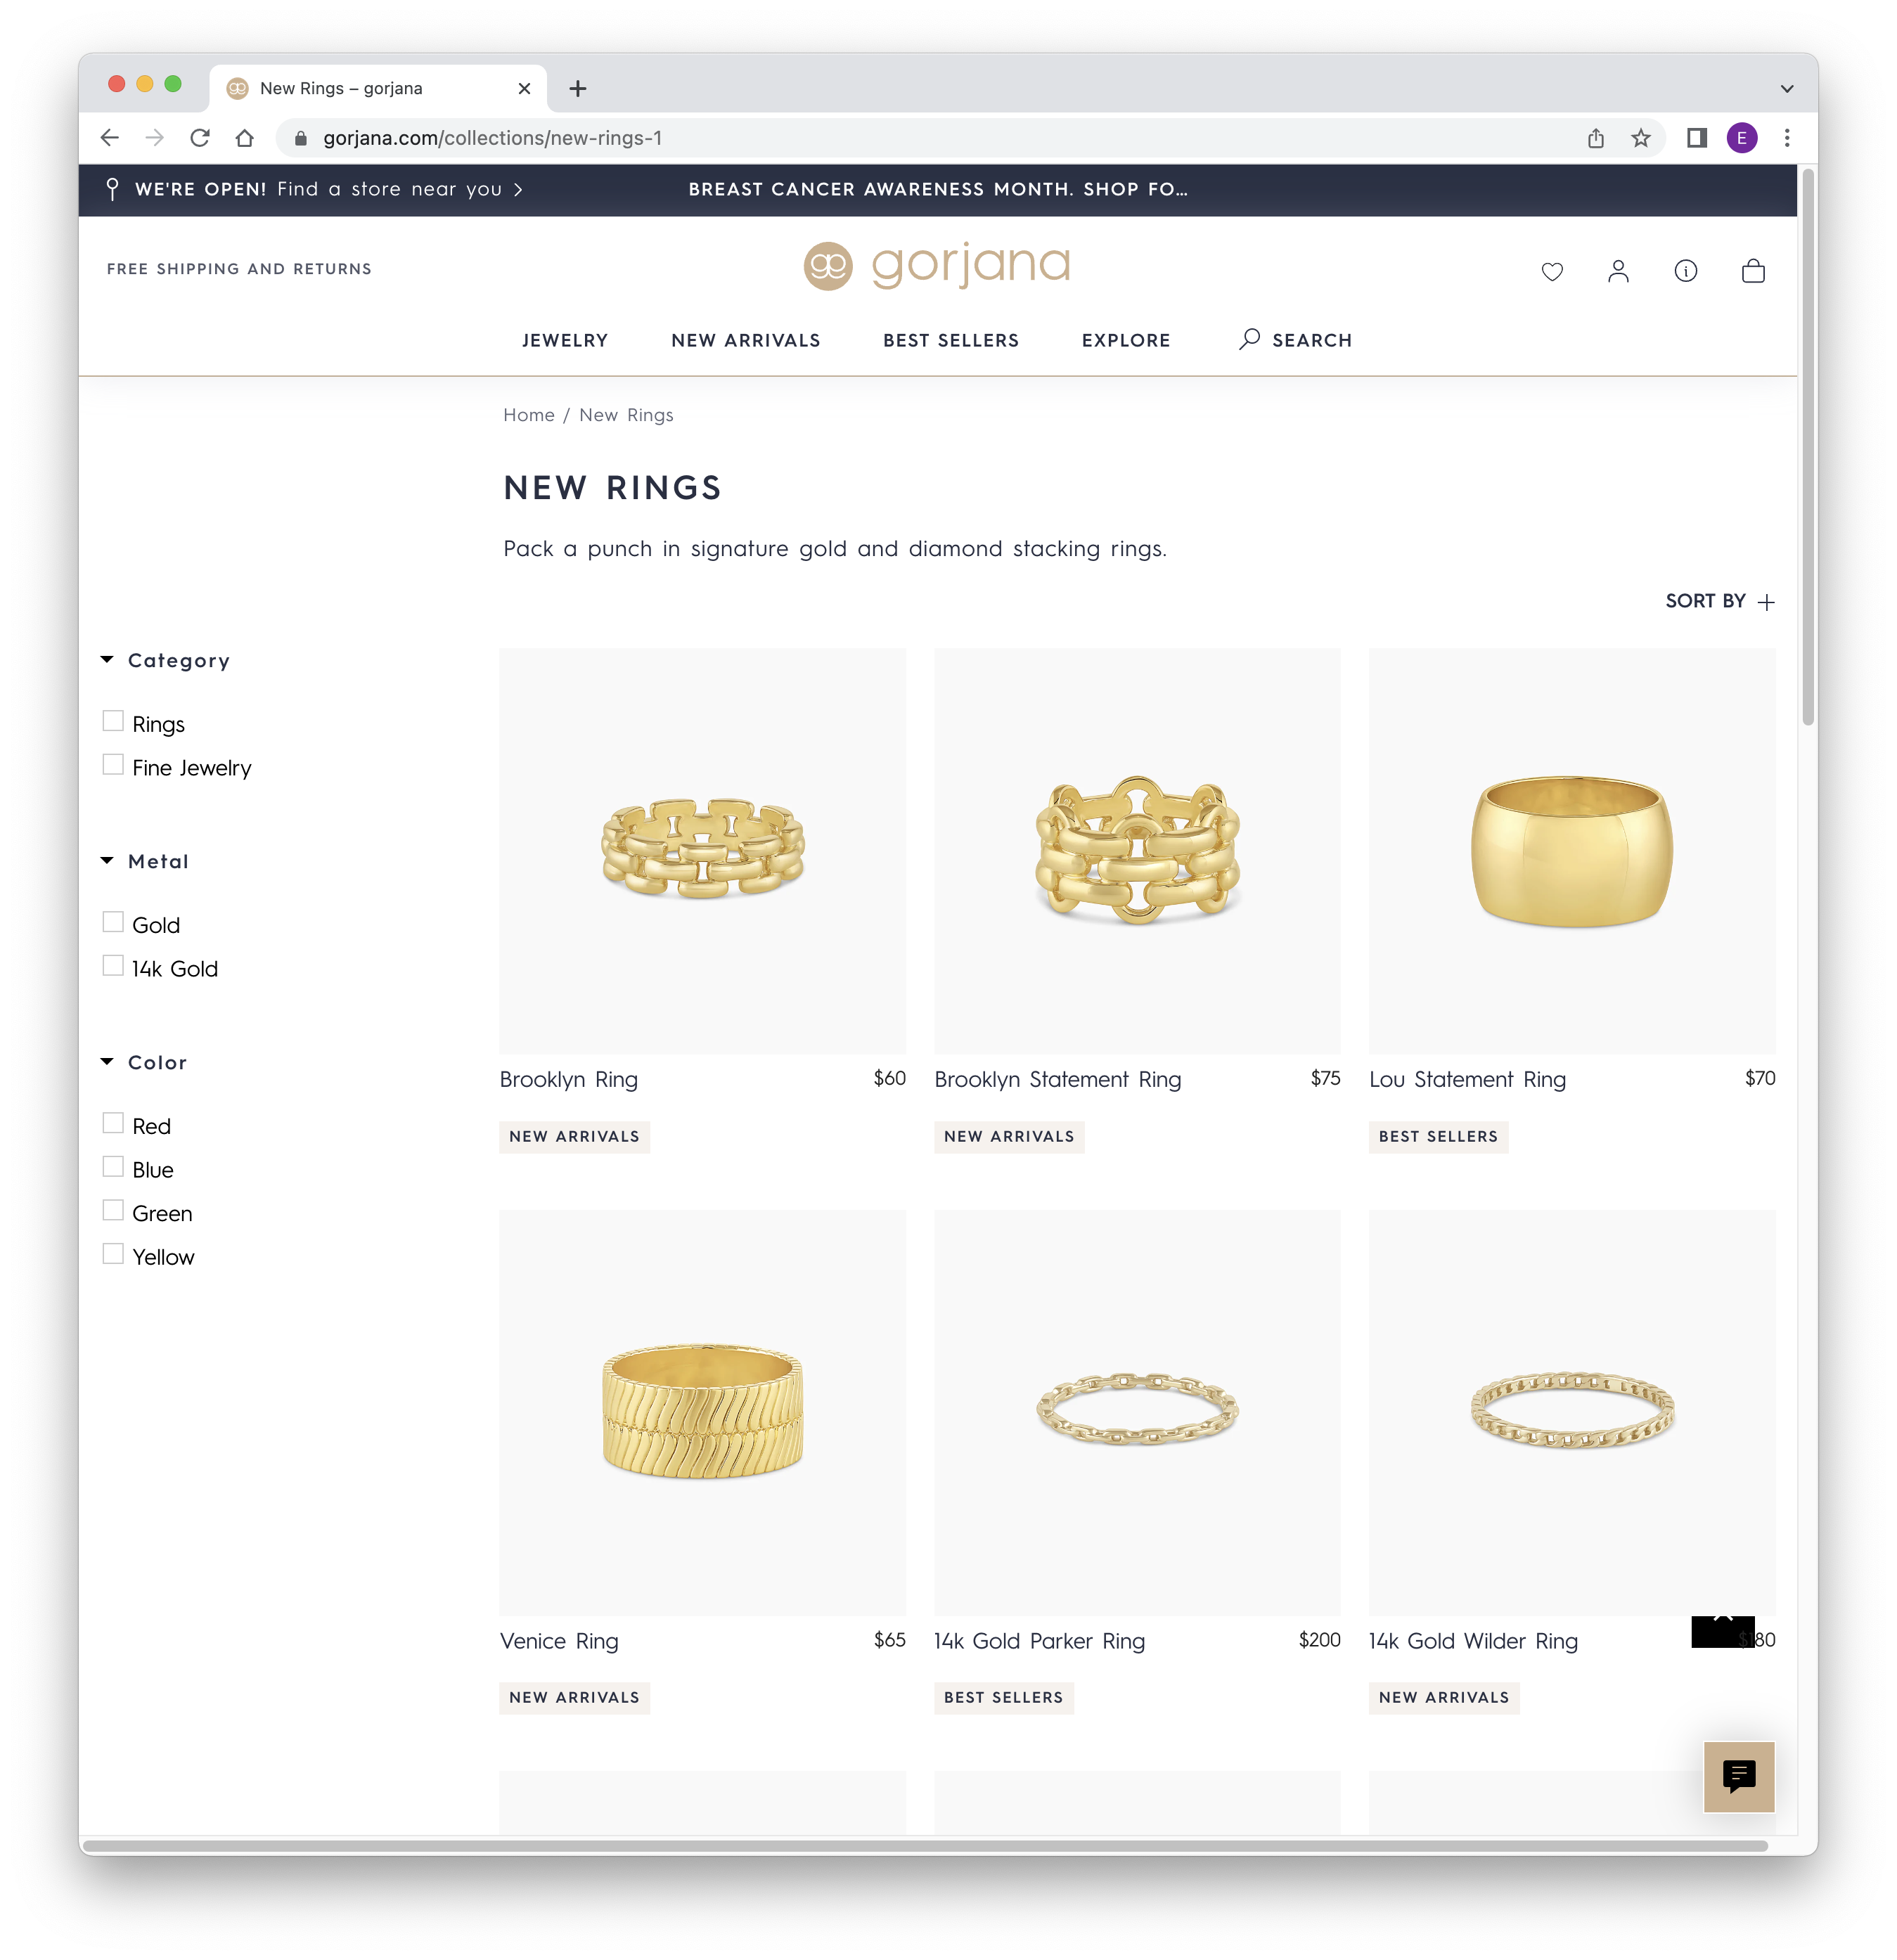 New Rings – gorjana
gorjana.com/collections/new-rings-1
E
WE'RE OPEN! Find a store near you >
BREAST CANCER AWARENESS MONTH. SHOP FO...
FREE SHIPPING AND RETURNS
gorjana
JEWELRY NEW ARRIVALS BEST SELLERS EXPLORE SEARCH
Home / New Rings
NEW RINGS
Pack a punch in signature gold and diamond stacking rings.
SORT BY +
Category
Rings
Fine Jewelry
Metal
Gold
14k Gold
Color
Red
Blue
Green
Yellow
Brooklyn Ring $60
NEW ARRIVALS
Brooklyn Statement Ring $75
NEW ARRIVALS
Lou Statement Ring $70
BEST SELLERS
Venice Ring $65
NEW ARRIVALS
14k Gold Parker Ring $200
BEST SELLERS
14k Gold Wilder Ring $180
NEW ARRIVALS